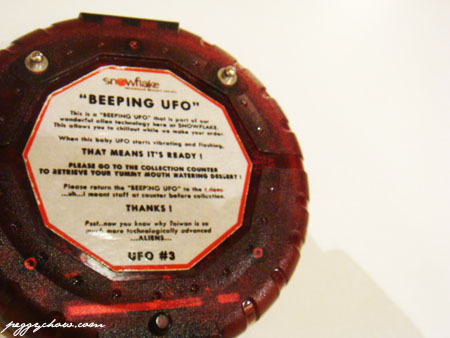 snowflake
"BEEPING UFO"
This is a "BEEPING UFO" that is part of our
wonderful alien technology here at SNOWFLAKE.
This allows you to chillout while we make your order.
When this baby UFO starts vibrating and flashing.
THAT MEANS IT'S READY !
PLEASE GO TO THE COLLECTION COUNTER
TO RETRIEVE YOUR YUMMY MOUTH WATERING DESSERT !
Please return the "BEEPING UFO" to the aliens
...oh...I meant staff at counter before collection.
THANKS !
Psst..now you know why Taiwan is so
much more technologically advanced
...ALIENS...
UFO #3
peggychow.com